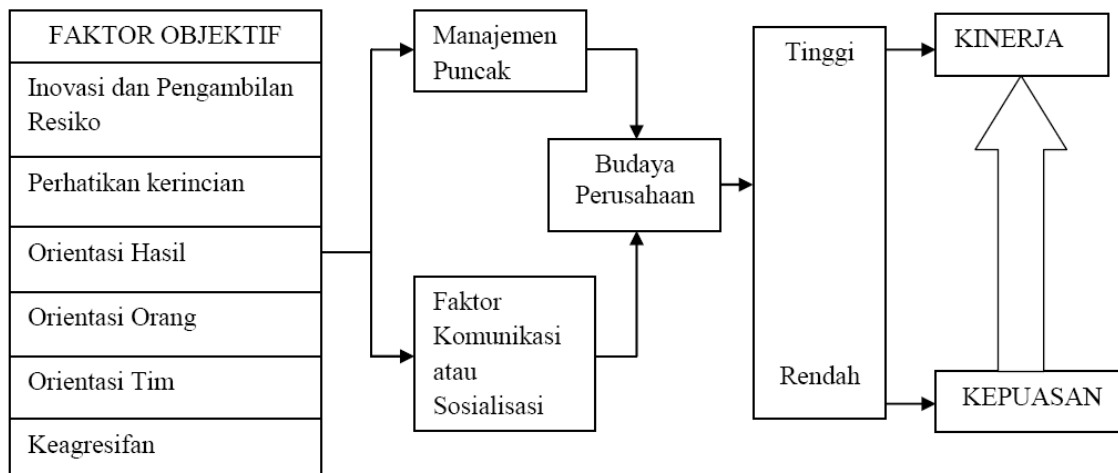 FAKTOR OBJEKTIF
Inovasi dan Pengambilan
Resiko
Perhatikan kerincian
Orientasi Hasil
Orientasi Orang
Orientasi Tim
Keagresifan
Manajemen
Puncak
Faktor
Komunikasi
atau
Sosialisasi
Budaya
Perusahaan
Tinggi
Rendah
KINERJA
KEPUASAN